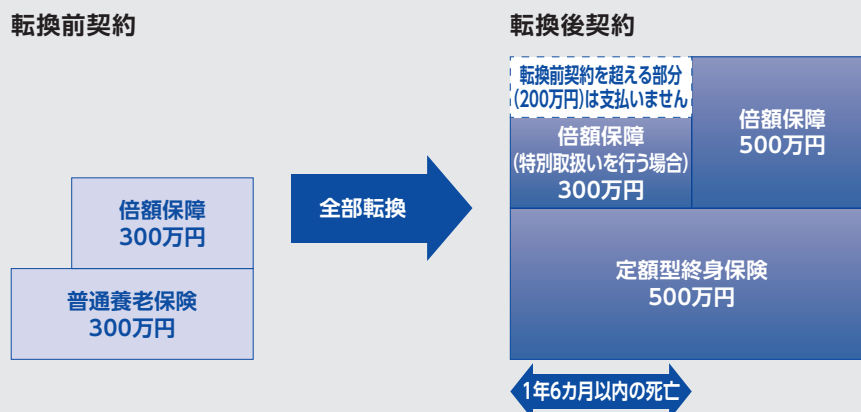 転換前契約
倍額保障
300万円
普通養老保険
300万円
全部転換
転換後契約
転換前契約を超える部分
(200万円)は支払いません
倍額保障
(特別取扱いを行う場合)
300万円
倍額保障
500万円
定額型終身保険
500万円
1年6カ月以内の死亡